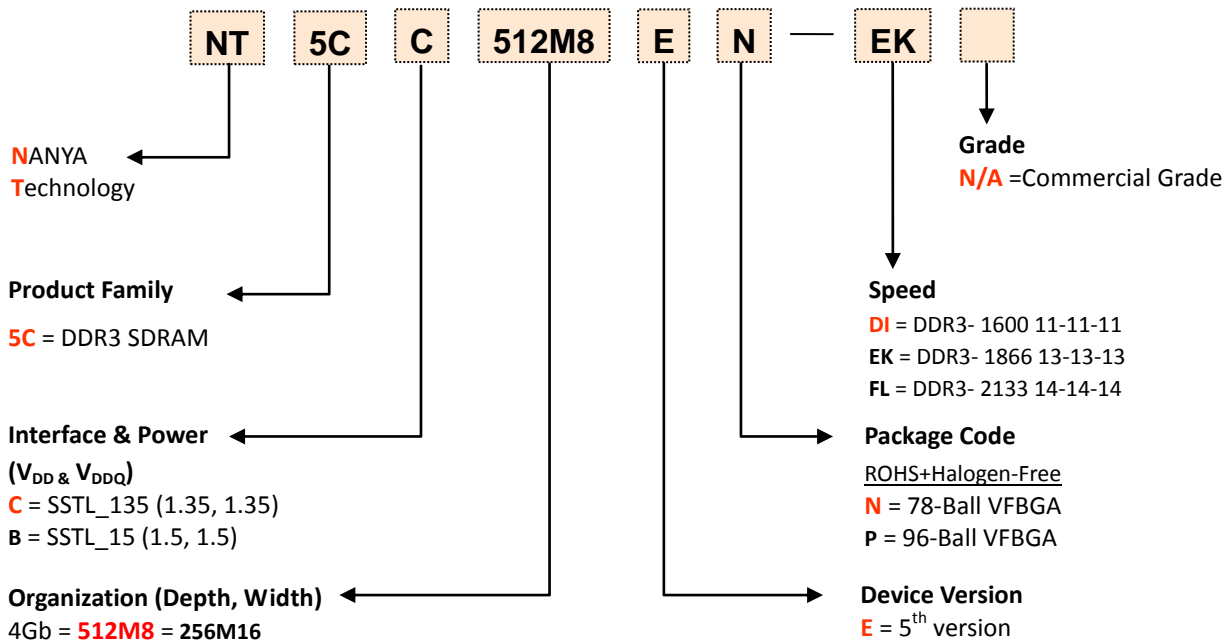 NT 5C C 512M8 E N — EK
NANYA
Technology
Grade
N/A =Commercial Grade
Product Family
5C = DDR3 SDRAM
Speed
DI = DDR3- 1600 11-11-11
EK = DDR3- 1866 13-13-13
FL = DDR3- 2133 14-14-14
Interface & Power
(VDD & VDDQ)
C = SSTL_135 (1.35, 1.35)
B = SSTL_15 (1.5, 1.5)
Package Code
ROHS+Halogen-Free
N = 78-Ball VFBGA
P = 96-Ball VFBGA
Organization (Depth, Width)
4Gb = 512M8 = 256M16
Device Version
E = 5th version